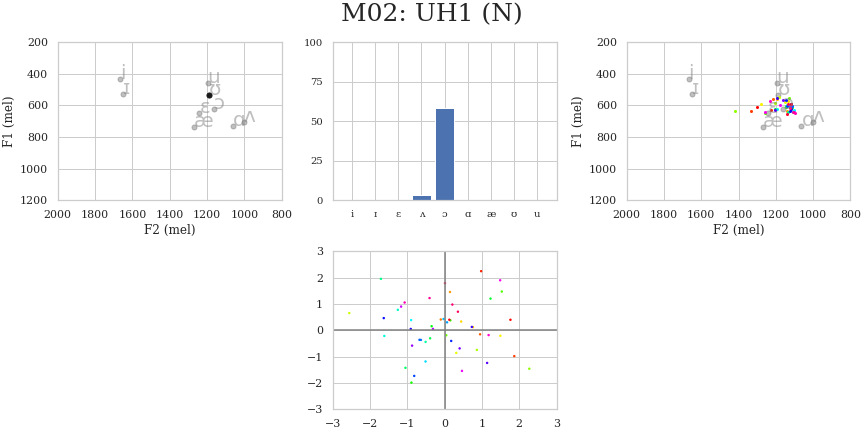 M02: UH1 (N)
200
400
600
800
1000
1200
F1 (mel)
2000 1800 1600 1400 1200 1000 800
F2 (mel)
i
ɪ
u
ʊ
ɛ
ɔ
æ
ɑ
ʌ
100
75
50
25
0
i ɪ ɛ ʌ ɔ ɑ æ ʊ u
200
400
600
800
1000
1200
F1 (mel)
2000 1800 1600 1400 1200 1000 800
F2 (mel)
i
ɪ
u
ʊ
æ
ɑ
ʌ
3
2
1
0
−1
−2
−3
−3 −2 −1 0 1 2 3